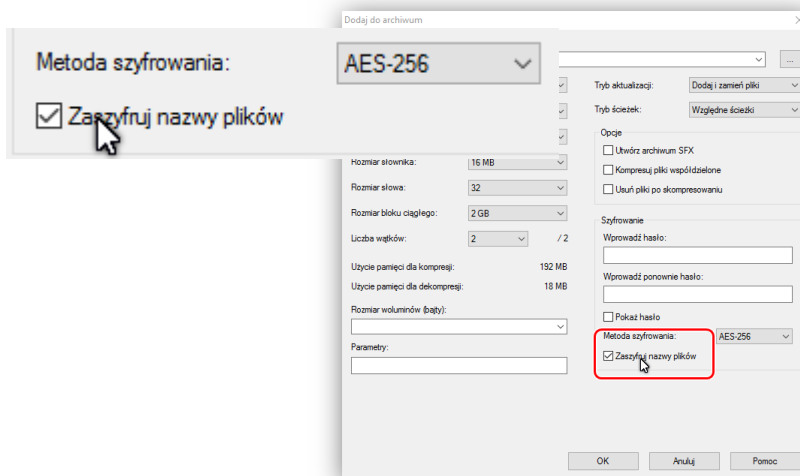 Dodaj do archiwum
Metoda szyfrowania: AES-256
Zaszyfruj nazwy plików
...
Tryb aktualizacji: Dodaj i zamień pliki
Tryb ścieżek: Względne ścieżki
Opcje
Utwórz archiwum SFX
Kompresuj pliki współdzielone
Usuń pliki po skompresowaniu
Rozmiar słownika: 16 MB
Rozmiar słowa: 32
Rozmiar bloku ciągłego: 2 GB
Liczba wątków: 2 / 2
Użycie pamięci dla kompresji: 192 MB
Użycie pamięci dla dekompresji: 18 MB
Rozmiar woluminów (bajty):
Parametry:
Szyfrowanie
Wprowadź hasło:
Wprowadź ponownie hasło:
Pokaż hasło
Metoda szyfrowania: AES-256
Zaszyfruj nazwy plików
OK Anuluj Pomoc